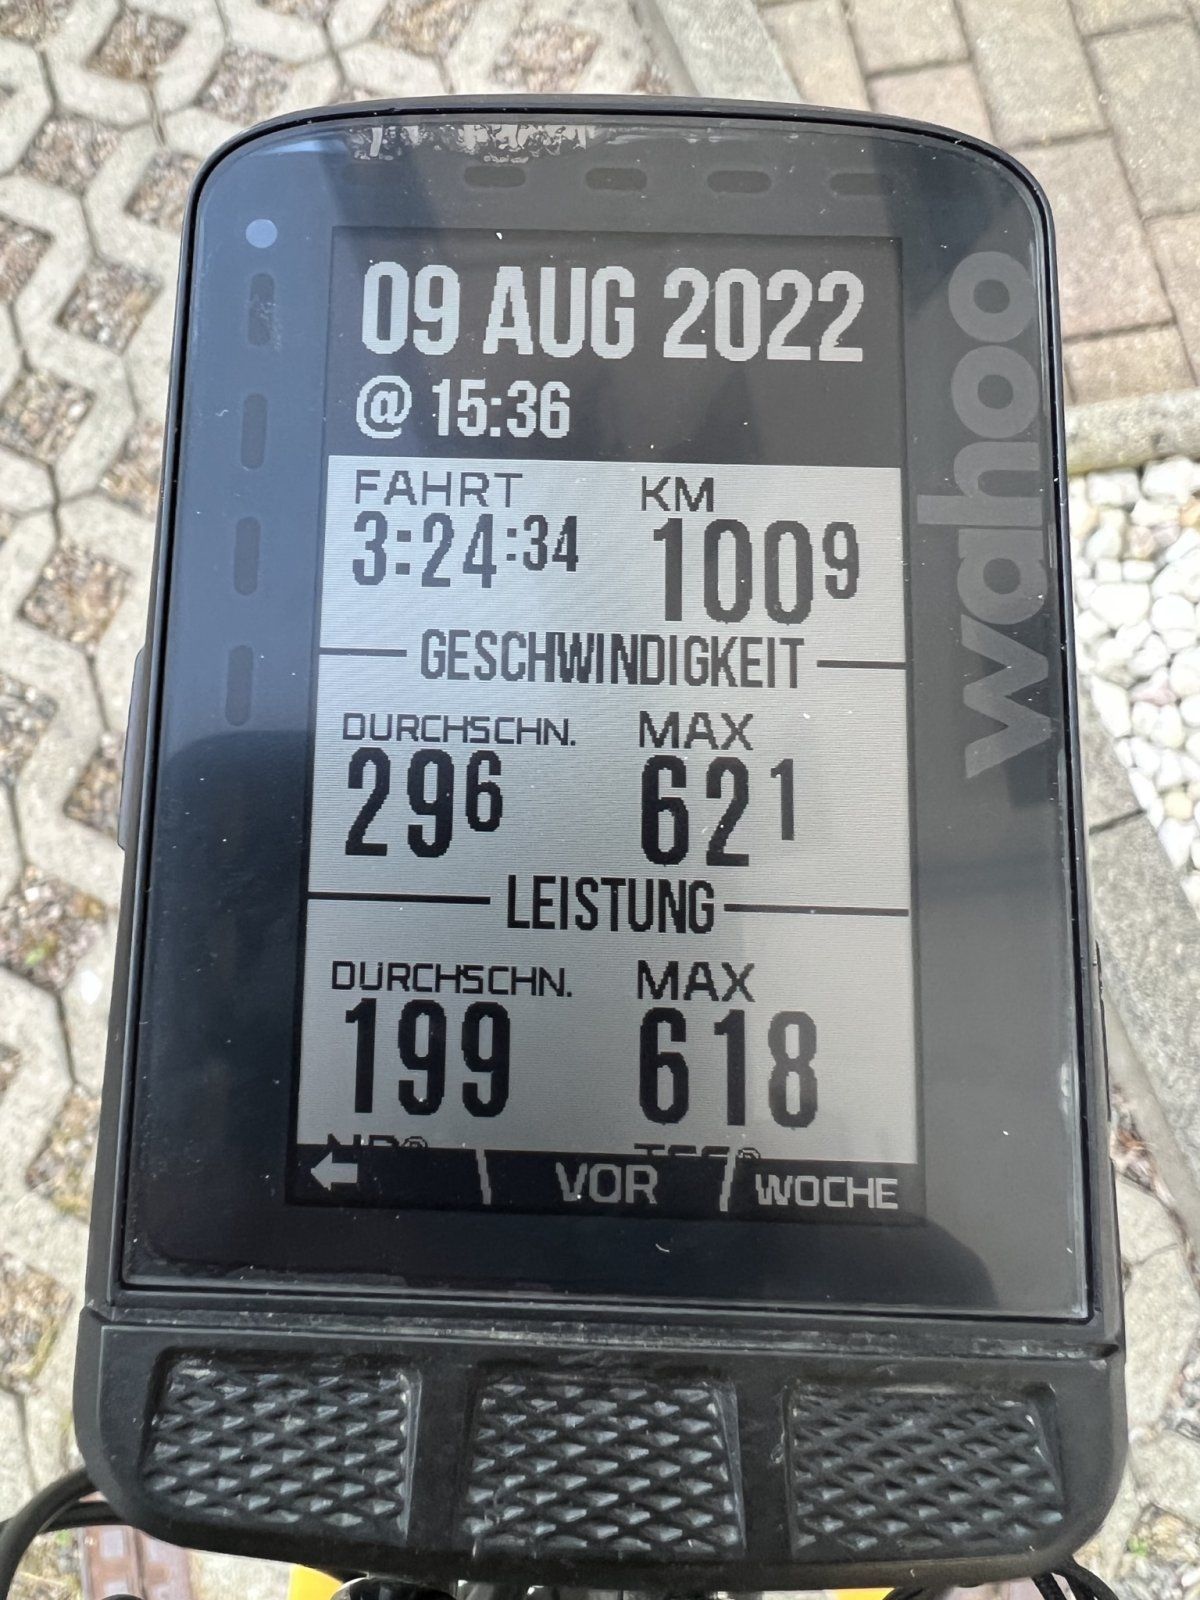 09 AUG 2022
@ 15:36
FAHRT KM
3:24:34 100⁹
GESCHWINDIGKEIT
DURCHSCHN. MAX
29⁶ 62¹
LEISTUNG
DURCHSCHN. MAX
199 618
VOR WOCHE
wahoo